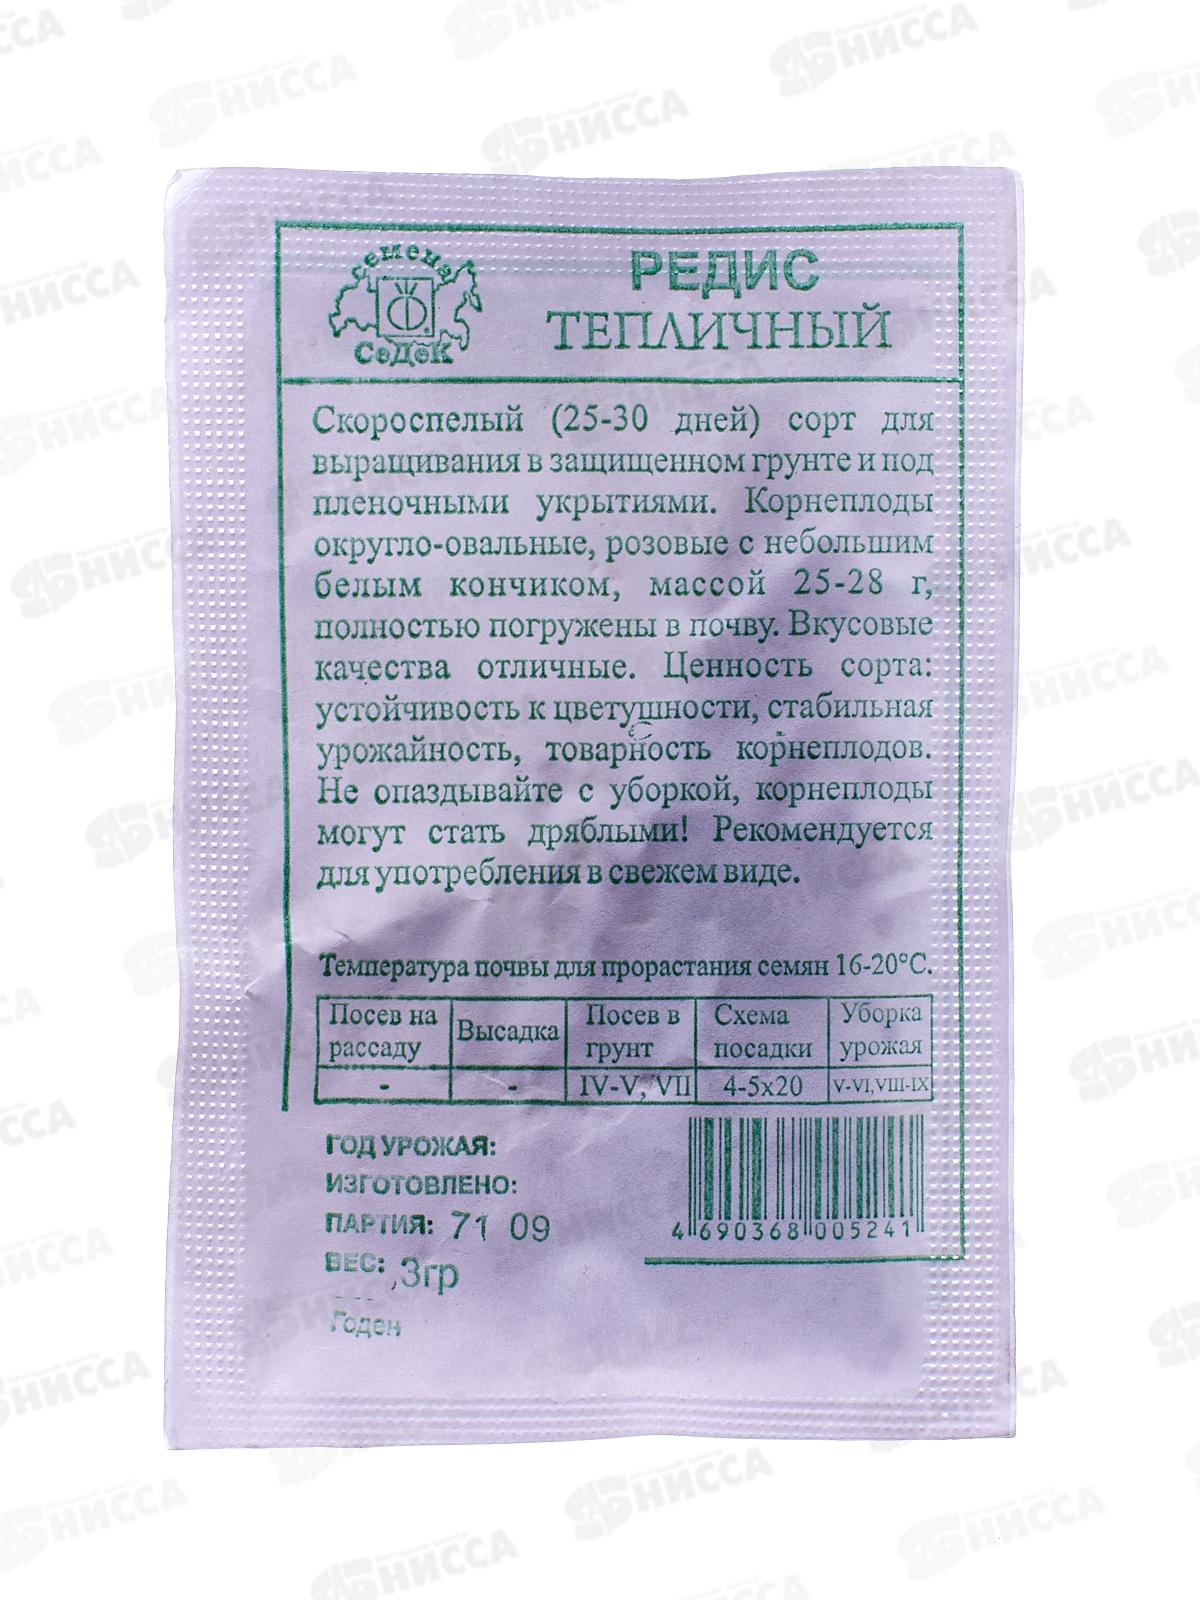 семена
СеДеК
РЕДИС
ТЕПЛИЧНЫЙ
Скороспелый (25-30 дней) сорт для
выращивания в защищенном грунте и под
пленочными укрытиями. Корнеплоды
округло-овальные, розовые с небольшим
белым кончиком, массой 25-28 г,
полностью погружены в почву. Вкусовые
качества отличные. Ценность сорта:
устойчивость к цветушности, стабильная
урожайность, товарность корнеплодов.
Не опаздывайте с уборкой, корнеплоды
могут стать дряблыми! Рекомендуется
для употребления в свежем виде.
Температура почвы для прорастания семян 16-20°С.
Посев на рассаду Высадка Посев в грунт Схема посадки Уборка урожая
- - IV-V, VII 4-5х20 V-VI,VIII-IX
ГОД УРОЖАЯ:
ИЗГОТОВЛЕНО:
ПАРТИЯ: 71 09
ВЕС: ,3гр
Годен
4 690368 005241
НИССА